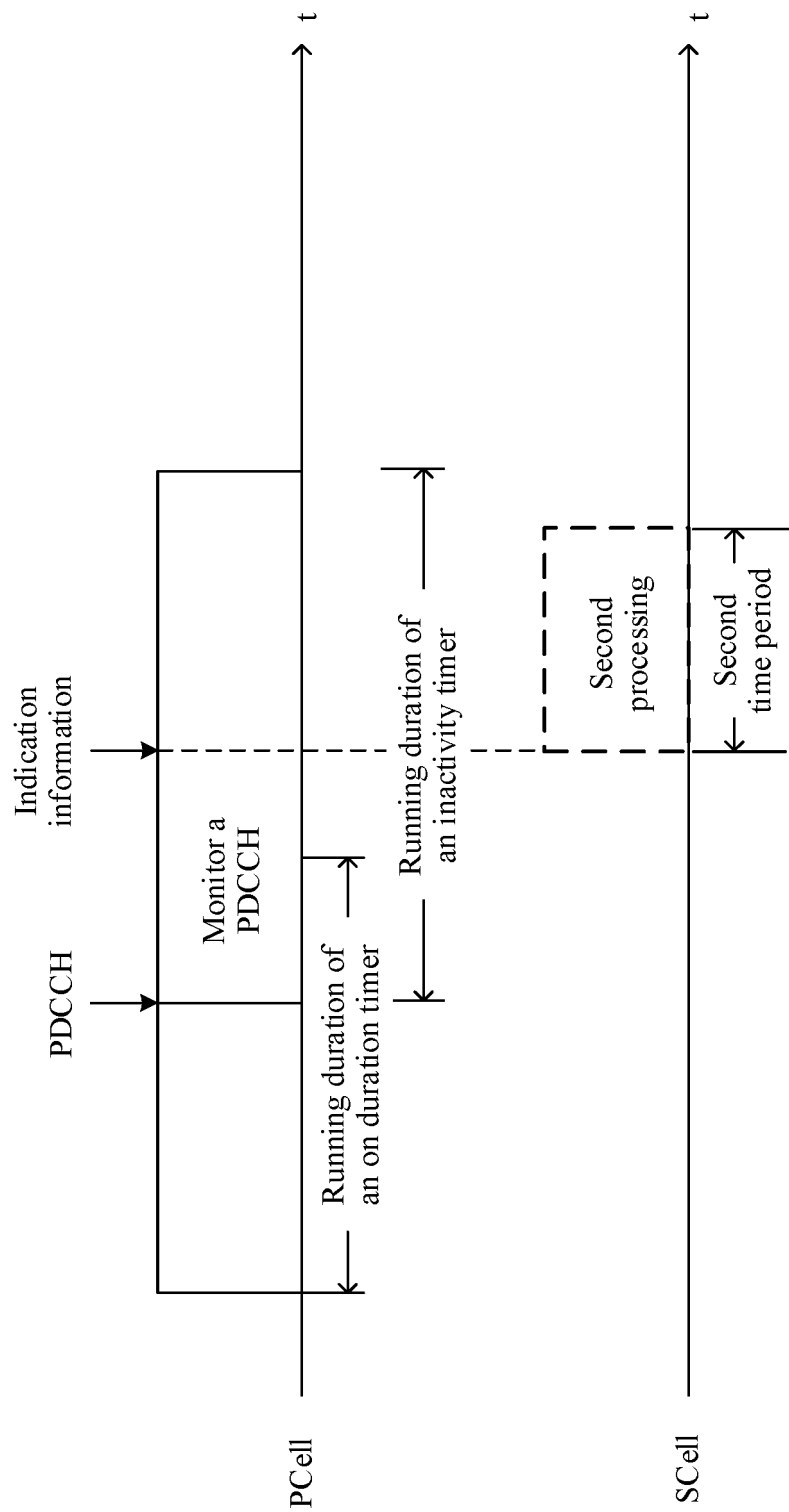 PDCCH
Indication
information
t
Monitor a
PDCCH
PCell
Running duration of
an on duration timer
Running duration of
an inactivity timer
t
Second
processing
SCell
Second
time period